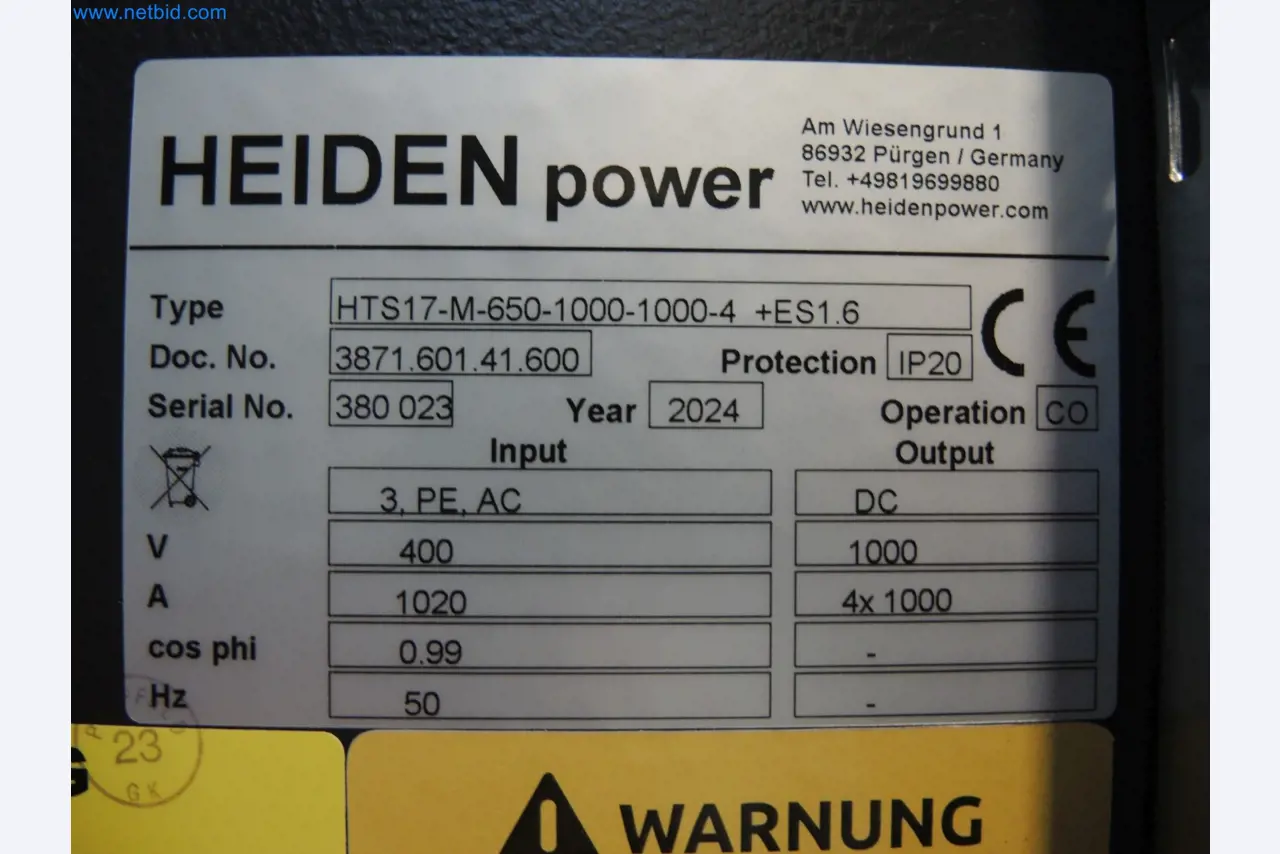 www.netbid.com
HEIDEN power
Am Wiesengrund 1
86932 Pürgen / Germany
Tel. +49819699880
www.heidenpower.com
Type HTS17-M-650-1000-1000-4 +ES1.6
Doc. No. 3871.601.41.600 Protection IP20
Serial No. 380 023 Year 2024 Operation CO
CE
Input Output
3, PE, AC DC
V 400 1000
A 1020 4x 1000
cos phi 0.99 -
Hz 50 -
23
GK
G
WARNUNG